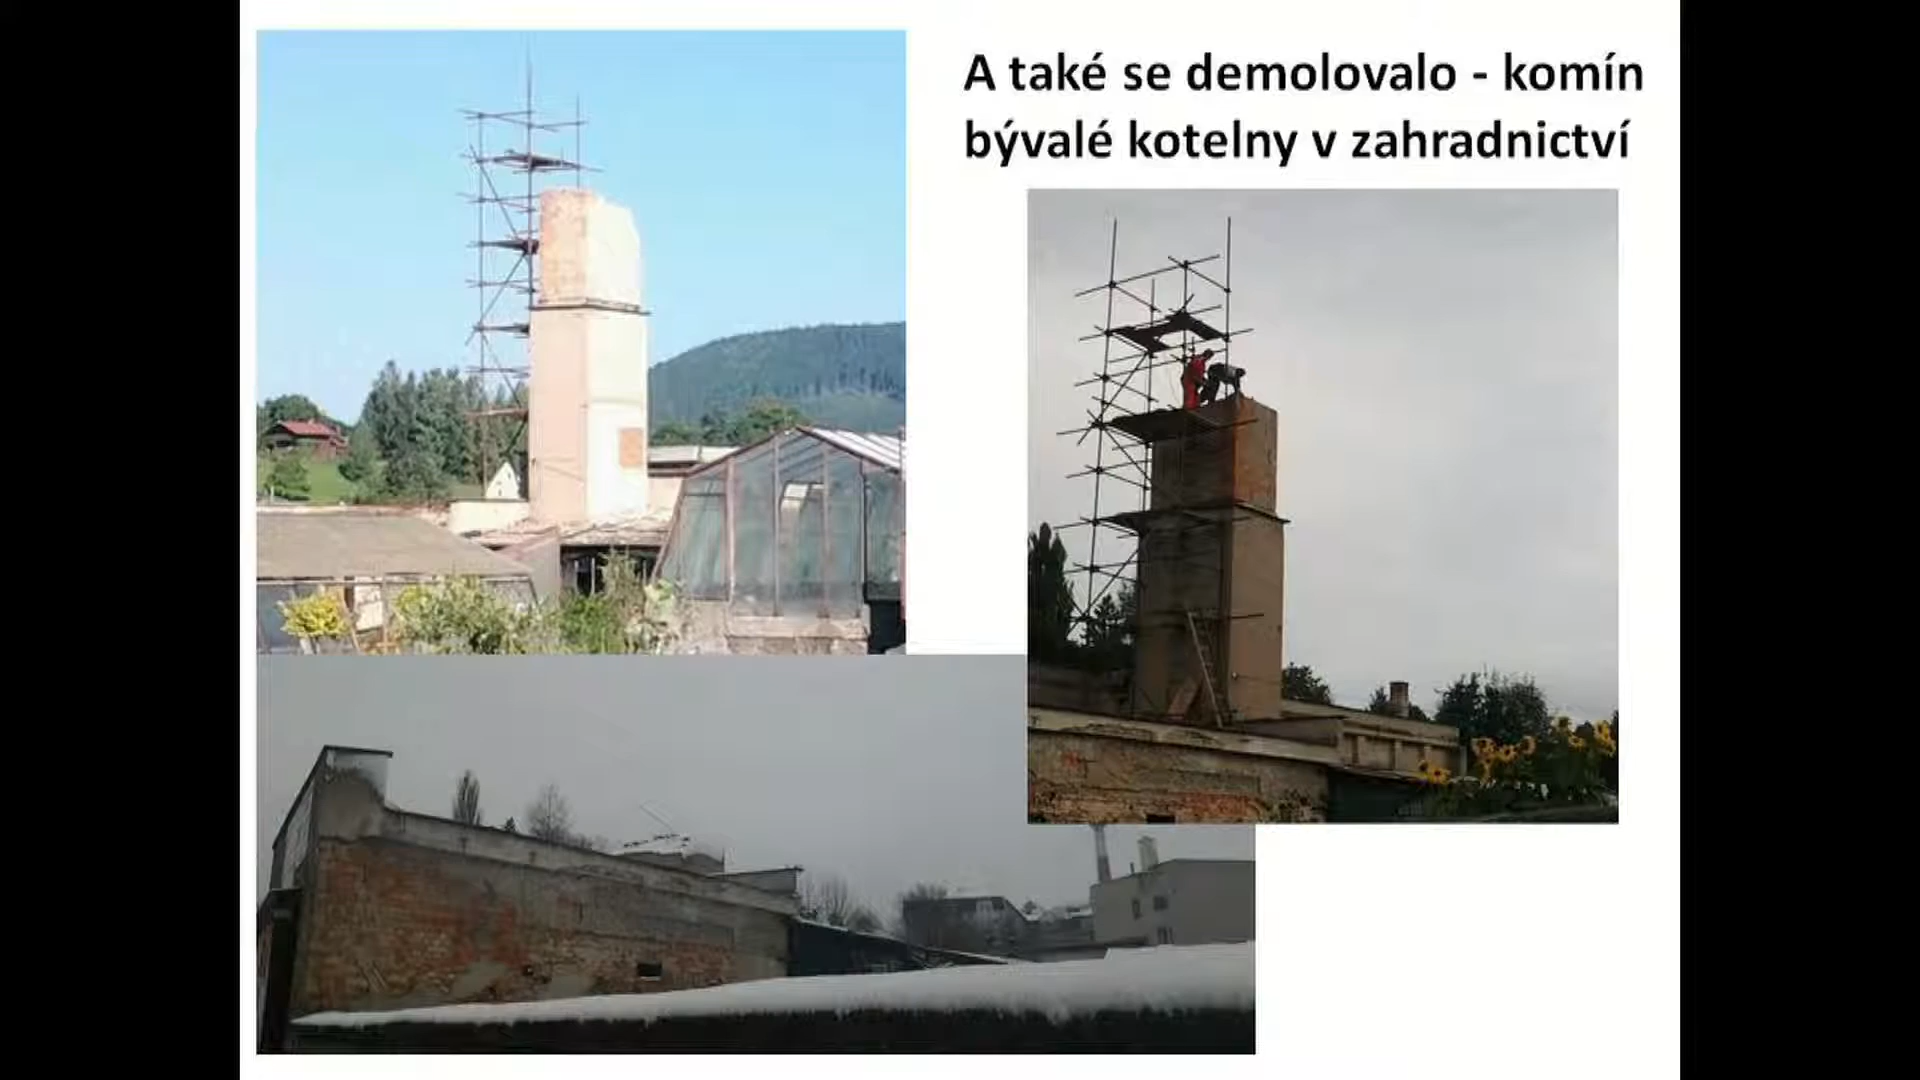 A také se demolovalo - komín
bývalé kotelny v zahradnictví